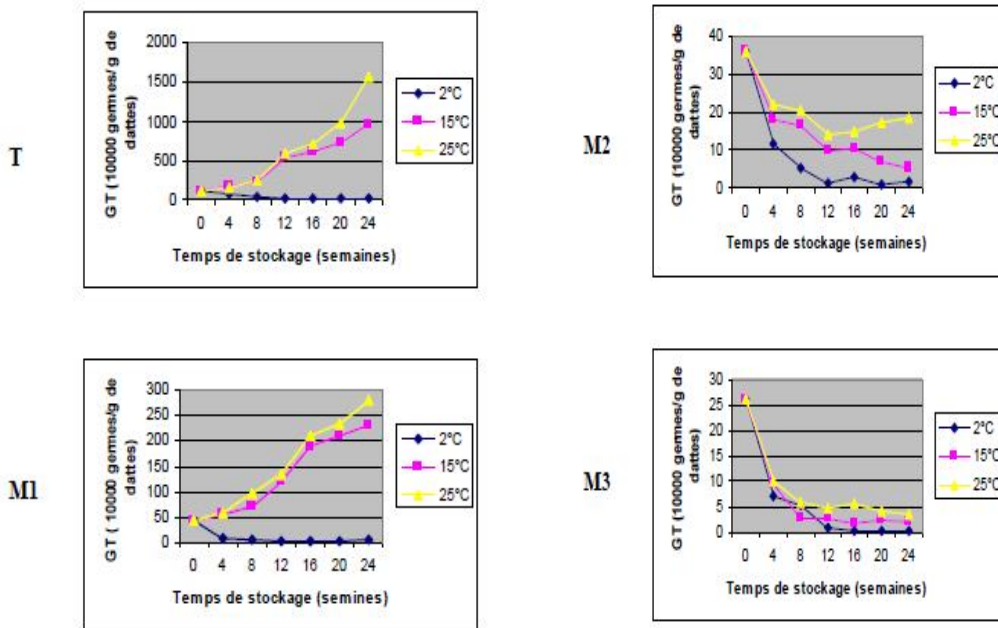 T
GT (10000 germes/g de
dattes)
2000
1500
1000
500
0
0 4 8 12 16 20 24
Temps de stockage (semaines)
2°C
15°C
25°C
M2
GT (10000 germes/g de
dattes)
40
30
20
10
0
0 4 8 12 16 20 24
Temps de stockage (semaines)
2°C
15°C
25°C
M1
GT ( 10000 germes/g de
dattes)
300
250
200
150
100
50
0
0 4 8 12 16 20 24
Temps de stockage (semines)
2°C
15°C
25°C
M3
GT (10000 germes/g de
dattes)
30
25
20
15
10
5
0
0 4 8 12 16 20 24
Temps de stockage (semaines)
2°C
15°C
25°C